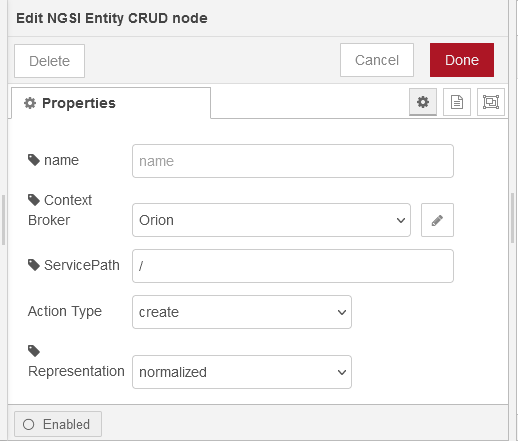 Edit NGSI Entity CRUD node
Delete
Cancel
Done
Properties
name
name
Context
Broker
Orion
ServicePath
/
Action Type
create
Representation
normalized
Enabled